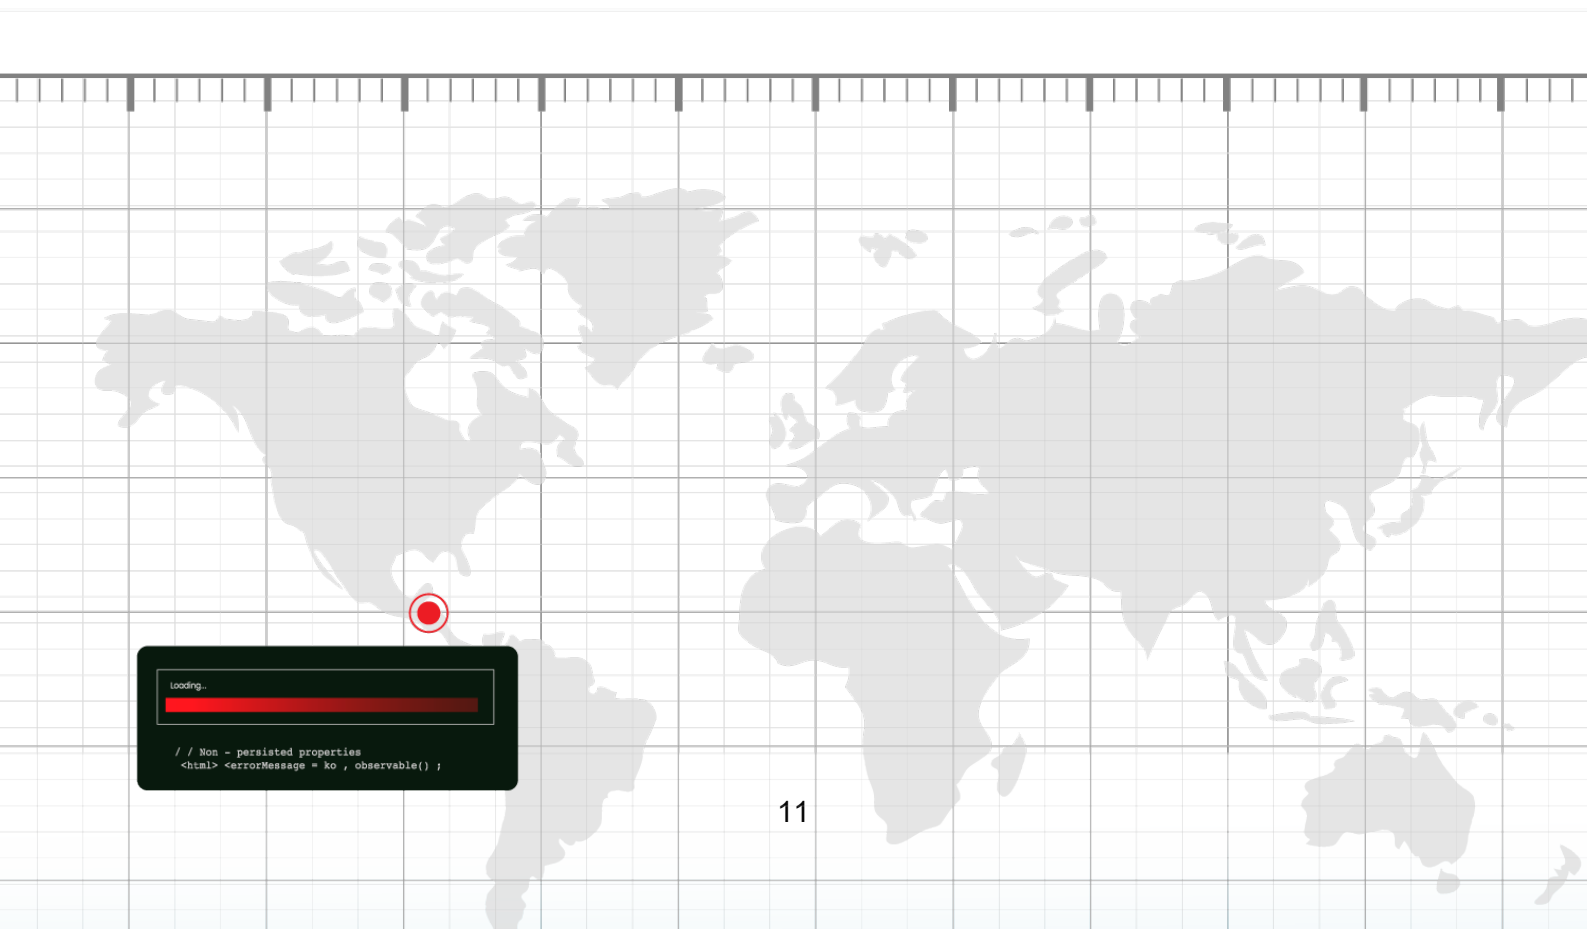 Loading...
/ / Non - persisted properties
<html> <errorMessage = ko , observable() ;
11